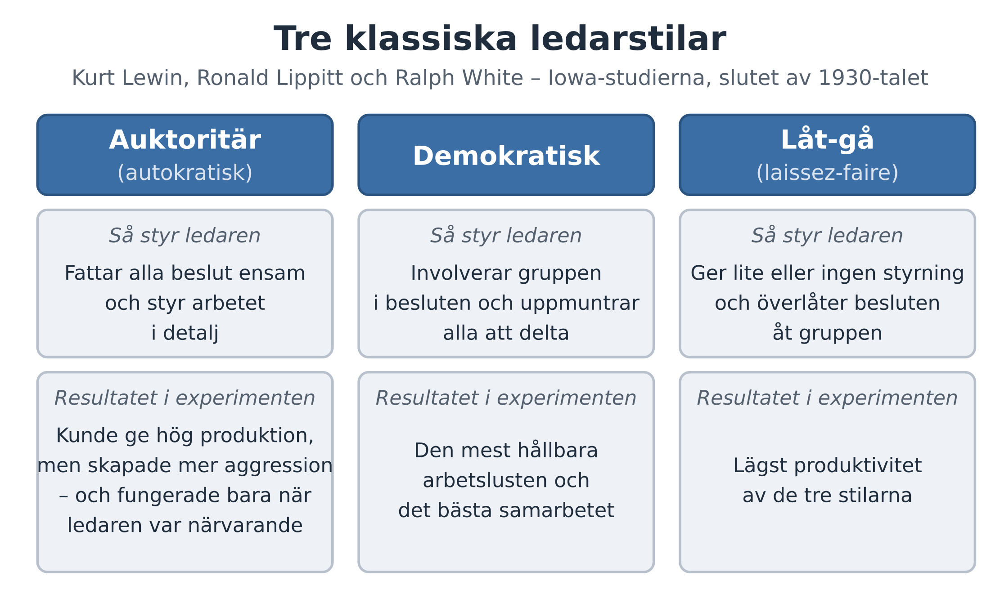 Tre klassiska ledarstilar
Kurt Lewin, Ronald Lippitt och Ralph White – Iowa-studierna, slutet av 1930-talet
Auktoritär
(autokratisk)
Demokratisk
Låt-gå
(laissez-faire)
Så styr ledaren
Fattar alla beslut ensam
och styr arbetet
i detalj
Så styr ledaren
Involverar gruppen
i besluten och uppmuntrar
alla att delta
Så styr ledaren
Ger lite eller ingen styrning
och överlåter besluten
åt gruppen
Resultatet i experimenten
Kunde ge hög produktion,
men skapade mer aggression
– och fungerade bara när
ledaren var närvarande
Resultatet i experimenten
Den mest hållbara
arbetslusten och
det bästa samarbetet
Resultatet i experimenten
Lägst produktivitet
av de tre stilarna